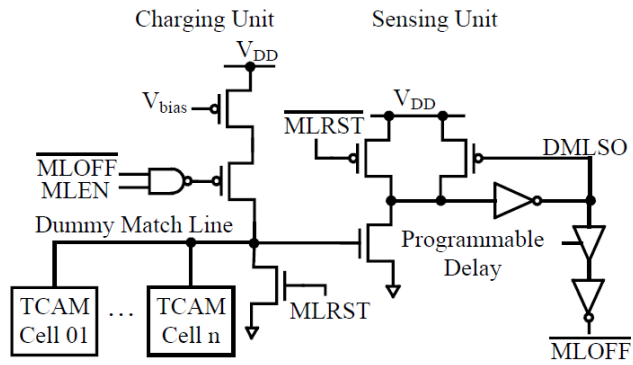 Charging Unit
Sensing Unit
VDD
Vbias
VDD
MLRST
DMLSO
MLOFF
MLEN
Dummy Match Line
Programmable
Delay
TCAM
Cell 01
...
TCAM
Cell n
MLRST
MLOFF